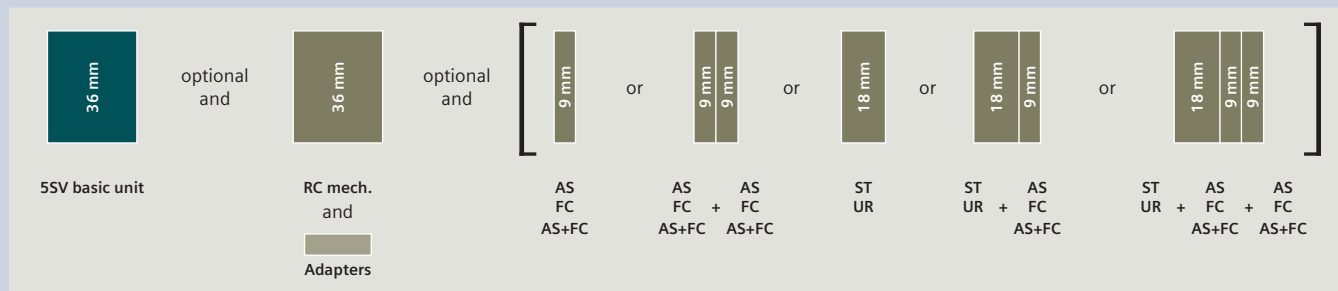 36 mm
optional
and
36 mm
optional
and
9 mm
or
9 mm
9 mm
or
18 mm
or
18 mm
9 mm
or
18 mm
9 mm
9 mm
5SV basic unit
RC mech.
and
Adapters
AS
FC
AS+FC
AS AS
FC + FC
AS+FC AS+FC
ST
UR
ST AS
UR + FC
AS+FC
ST AS AS
UR + FC + FC
AS+FC AS+FC